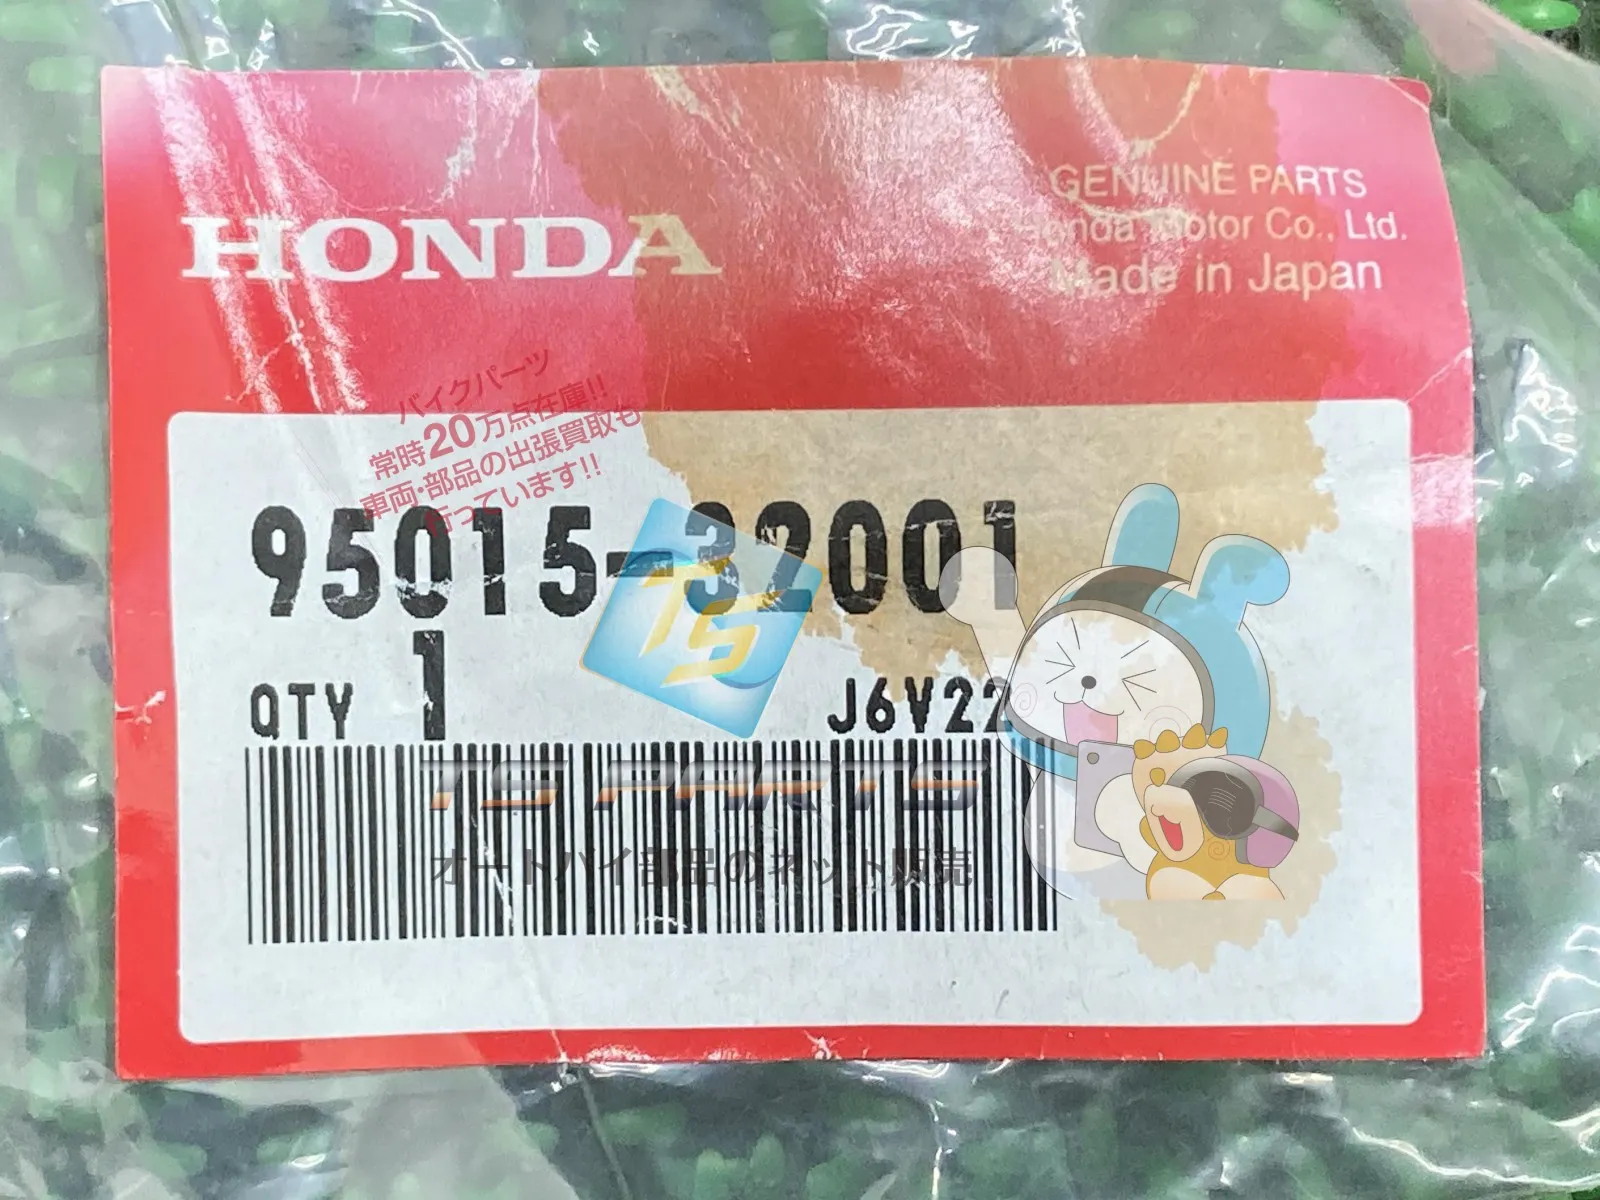 GENUINE PARTS
Honda Motor Co., Ltd.
Made in Japan
HONDA
バイクパーツ
常時20万点在庫!!
車両・部品の出張買取も
行っています!!
95015-32001
TS
QTY 1
J6V22
TS PARTS
オートバイ部品のネット販売